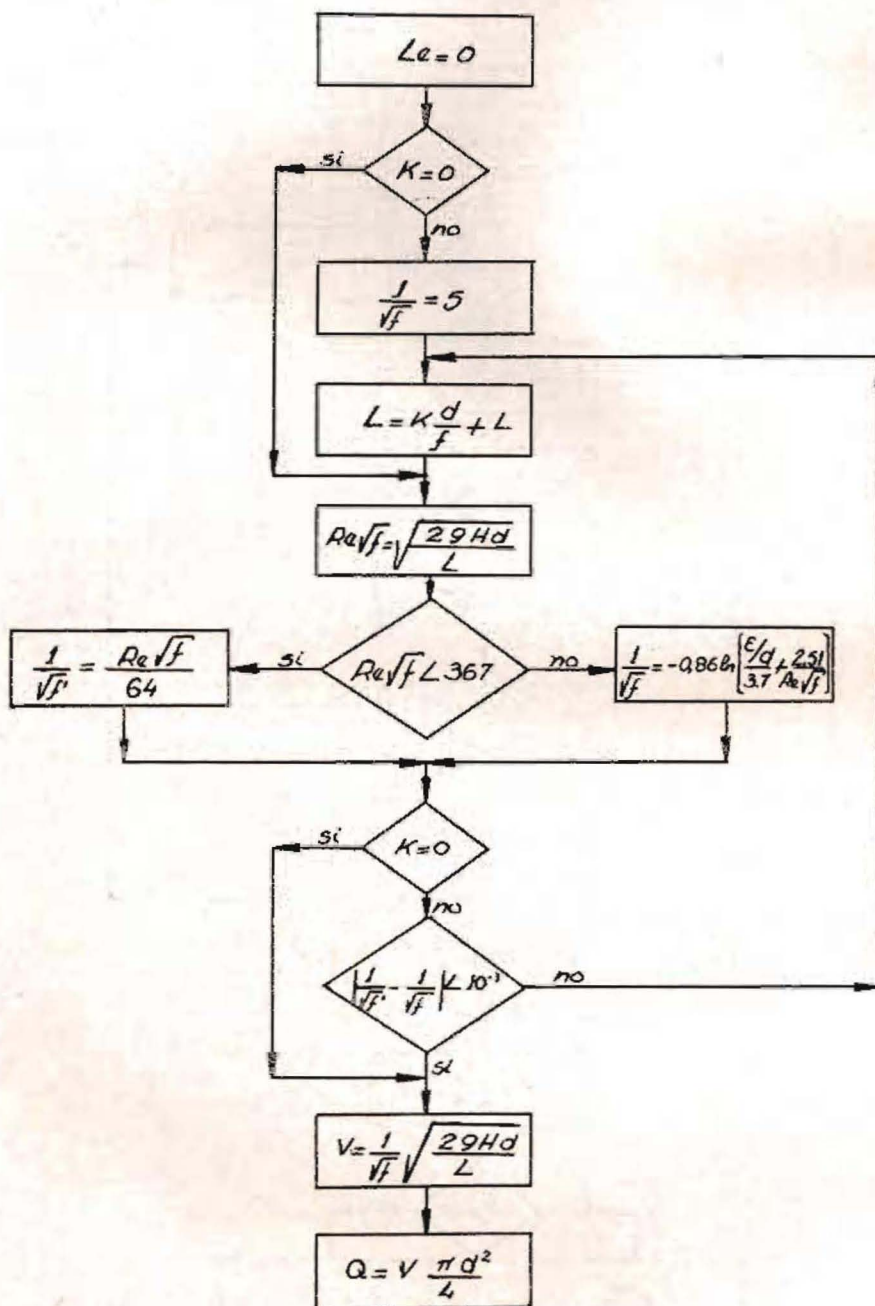 Le = 0
si
K = 0
no
1/√f = 5
L = K d/f + L
Re√f = √(2gHd/L)
1/√f' = Re√f/64
si
Re√f < 367
no
1/√f = -0,86 ln [(ε/d)/3.7 + 2.51/Re√f]
si
K = 0
no
|1/√f' - 1/√f| < 10⁻³
no
si
V = 1/√f √(2gHd/L)
Q = V πd²/4